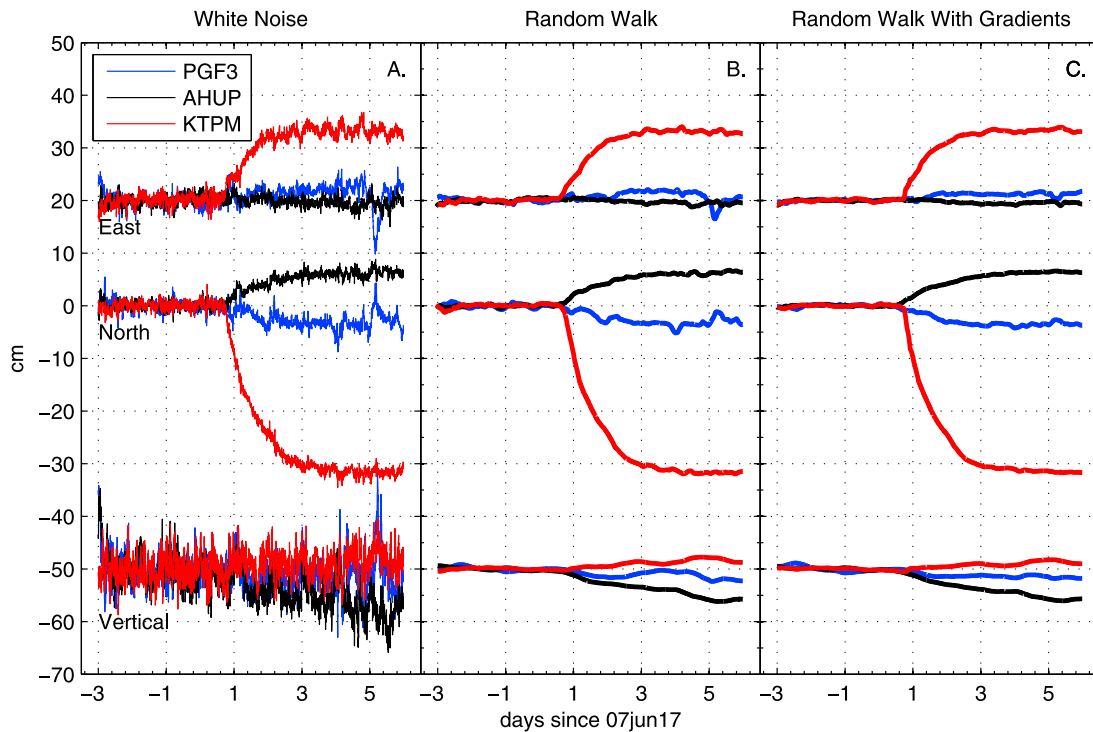 White Noise
Random Walk
Random Walk With Gradients
A.
B.
C.
PGF3
AHUP
KTPM
50
40
30
20
10
0
−10
−20
−30
−40
−50
−60
−70
cm
East
North
Vertical
−3 −1 1 3 5
−3 −1 1 3 5
−3 −1 1 3 5
days since 07jun17